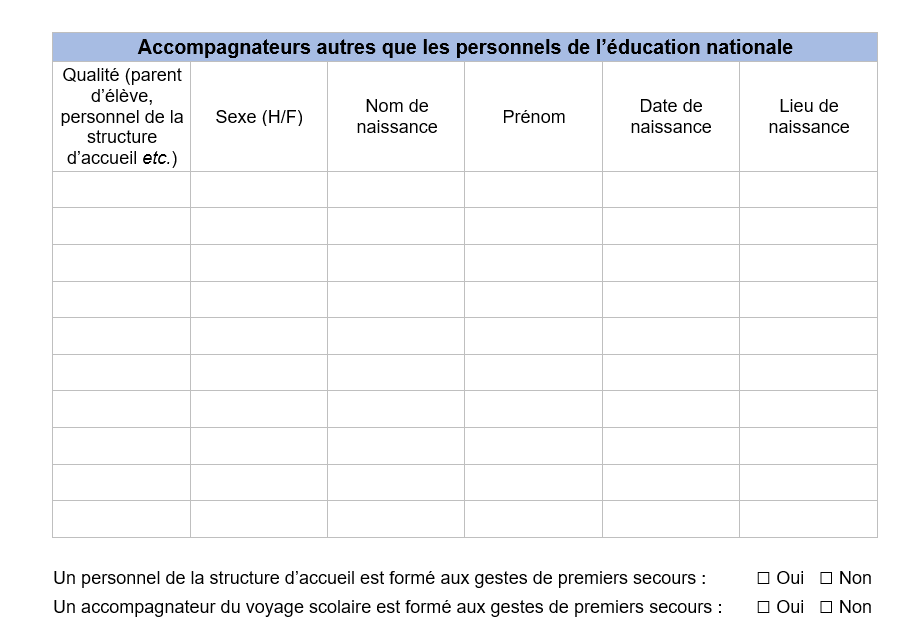 Accompagnateurs autres que les personnels de l’éducation nationale
Qualité (parent
d’élève,
personnel de la
structure
d’accueil etc.)
Sexe (H/F)
Nom de
naissance
Prénom
Date de
naissance
Lieu de
naissance
Un personnel de la structure d’accueil est formé aux gestes de premiers secours : ☐ Oui ☐ Non
Un accompagnateur du voyage scolaire est formé aux gestes de premiers secours : ☐ Oui ☐ Non